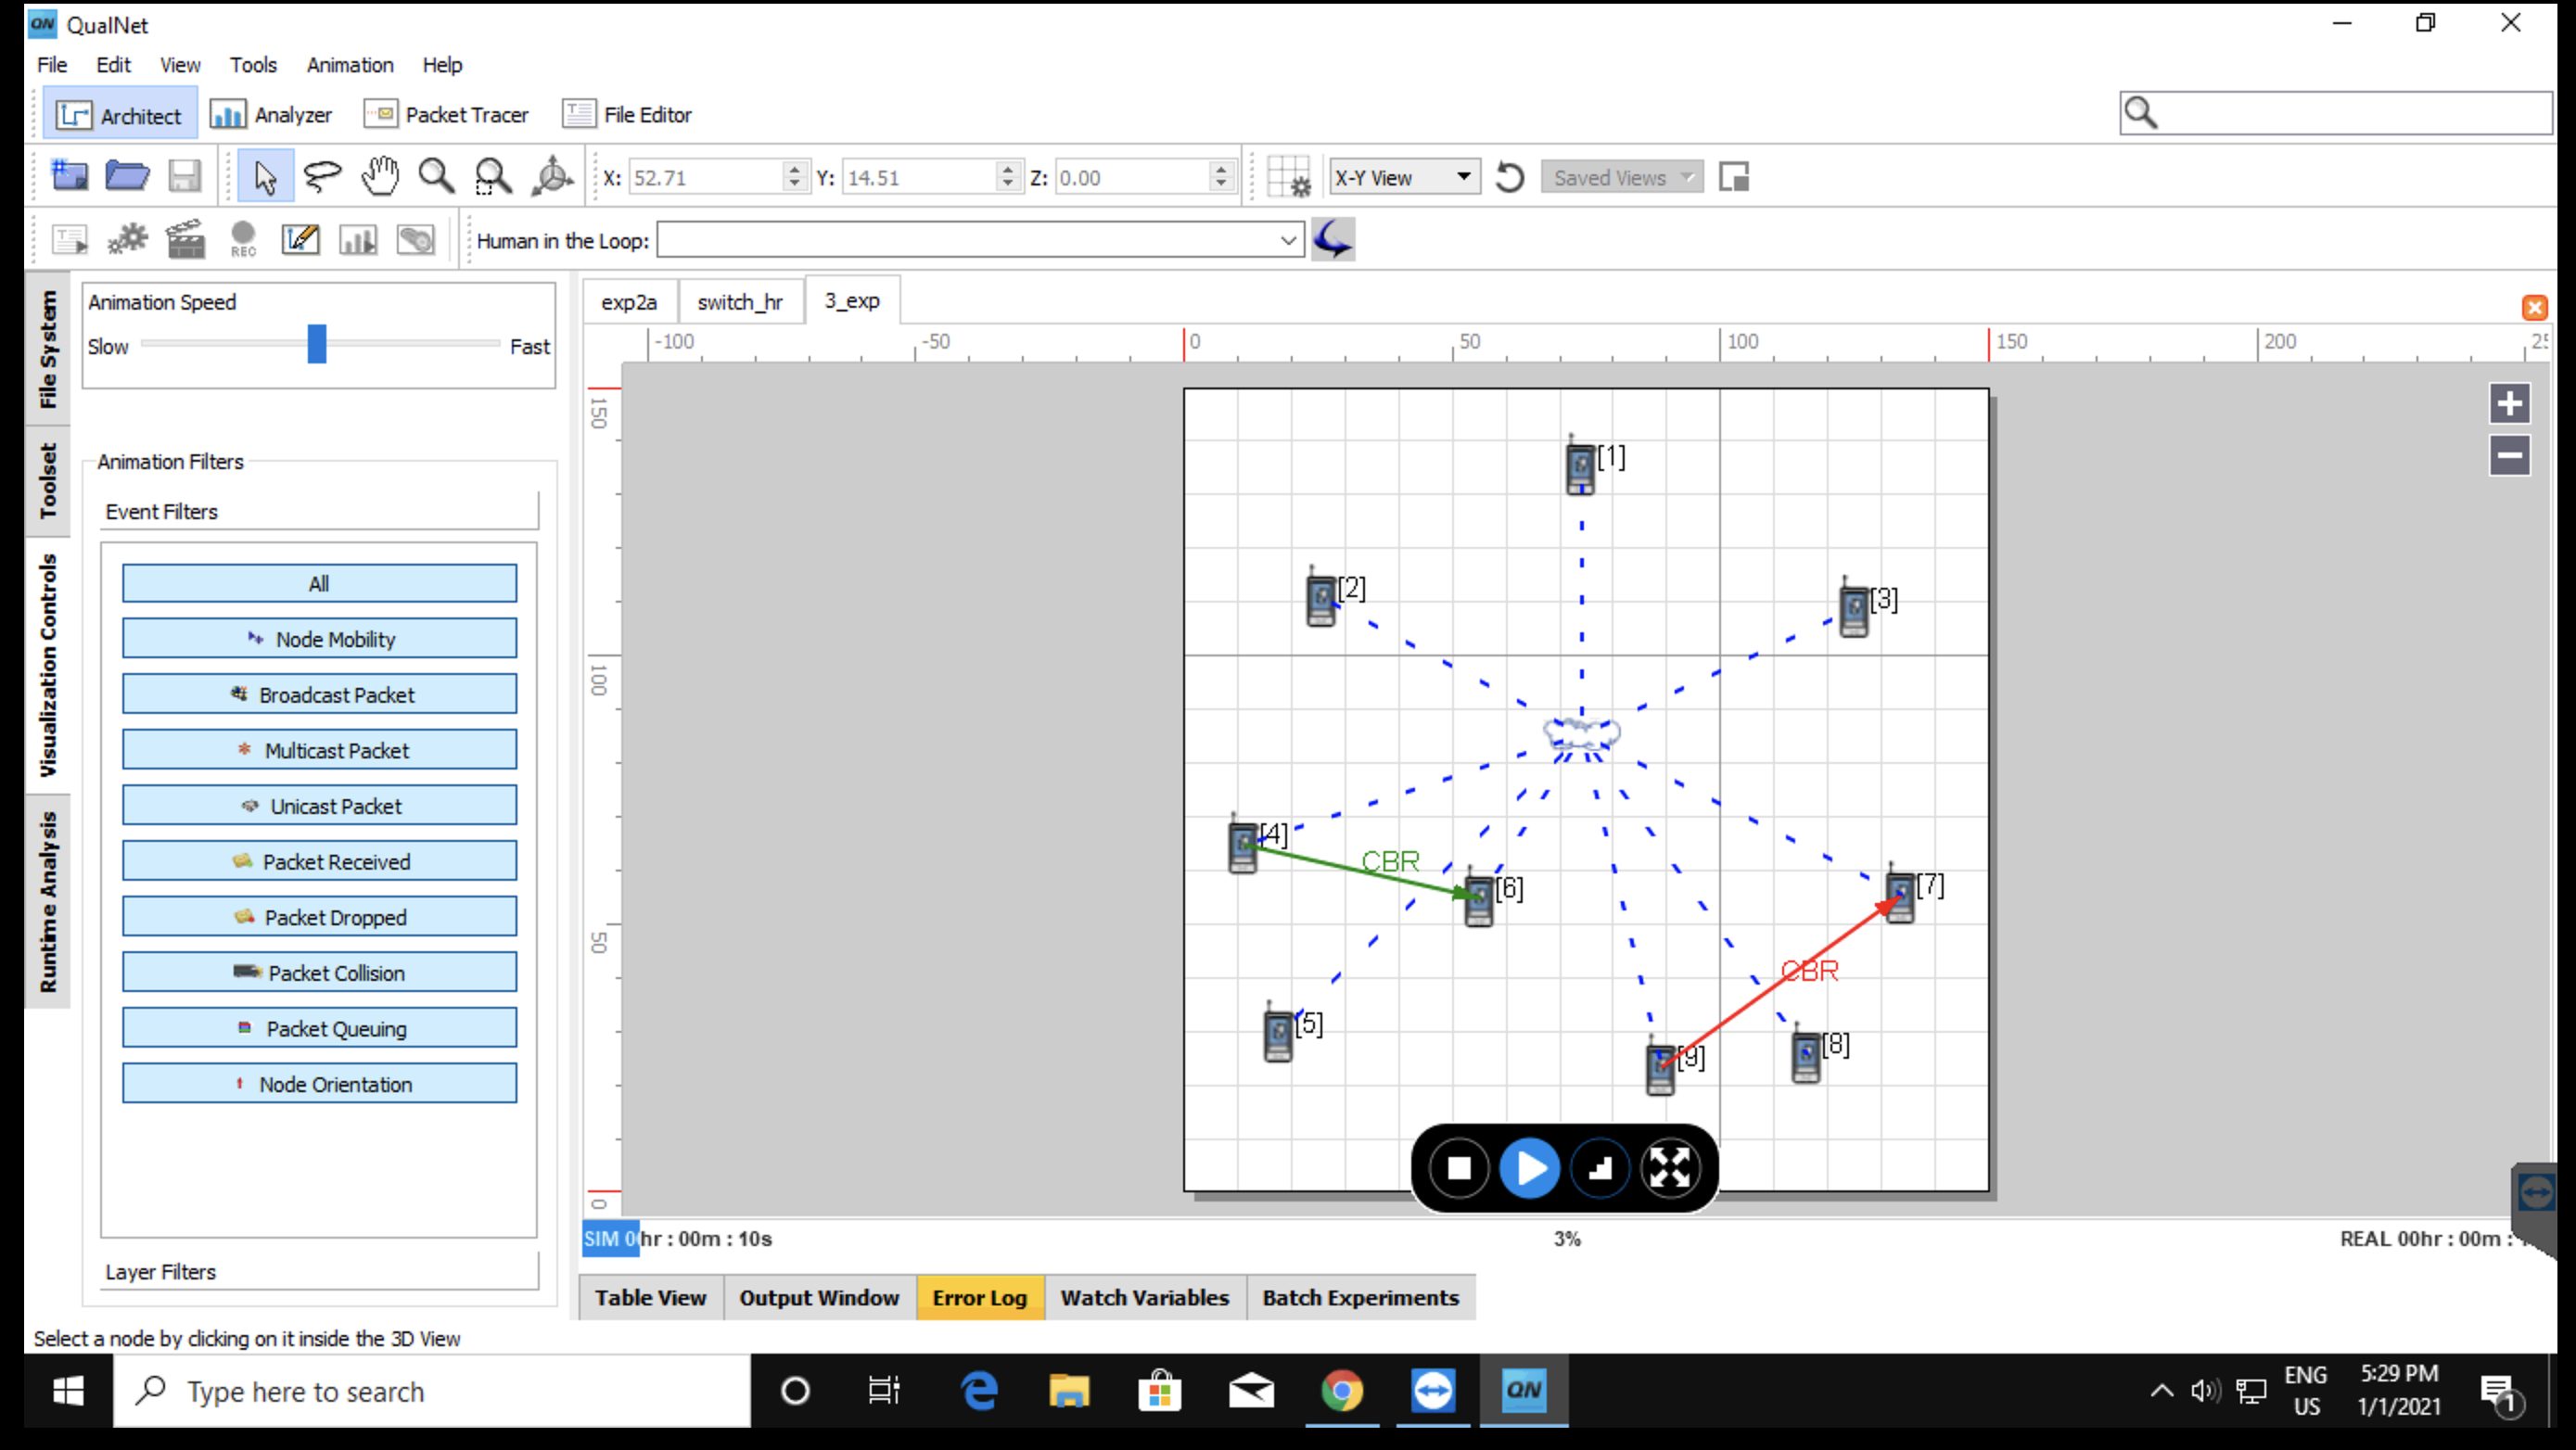 QN QualNet
File Edit View Tools Animation Help
Architect Analyzer Packet Tracer File Editor
X: 52.71 Y: 14.51 Z: 0.00 X-Y View Saved Views
REC Human in the Loop:
File System
Toolset
Visualization Controls
Runtime Analysis
Animation Speed
Slow Fast
Animation Filters
Event Filters
All
Node Mobility
Broadcast Packet
Multicast Packet
Unicast Packet
Packet Received
Packet Dropped
Packet Collision
Packet Queuing
Node Orientation
Layer Filters
exp2a switch_hr 3_exp
-100 -50 0 50 100 150 200
150
100
50
0
[1]
[2]
[3]
[4]
CBR
[6]
[7]
CBR
[5]
[8]
[9]
SIM 00hr : 00m : 10s 3% REAL 00hr : 00m :
Table View Output Window Error Log Watch Variables Batch Experiments
Select a node by clicking on it inside the 3D View
Type here to search
QN
ENG
US
5:29 PM
1/1/2021
1